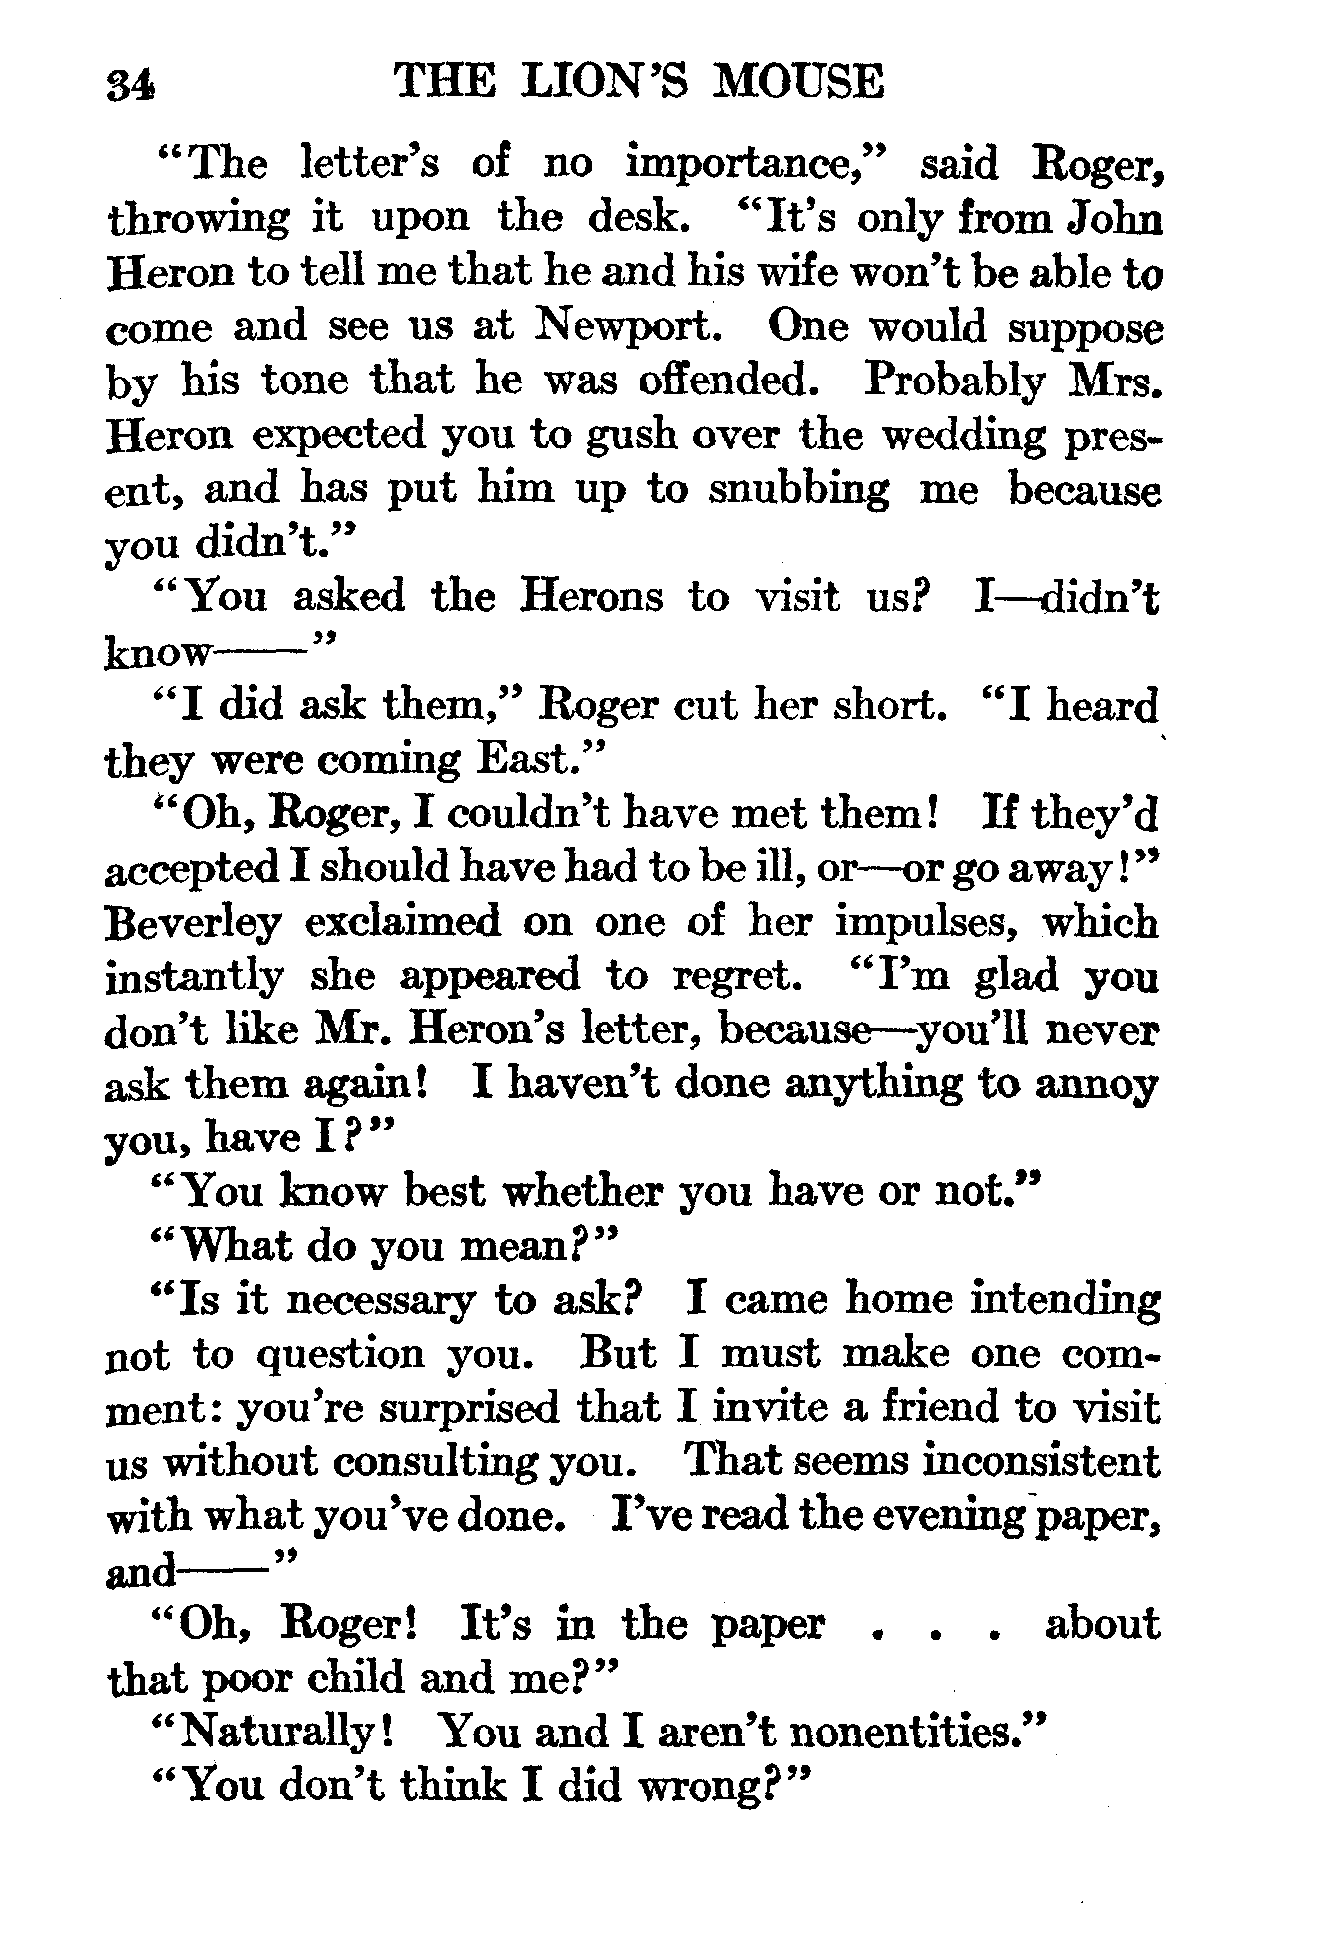 34 THE LION'S MOUSE
"The letter's of no importance," said Roger,
throwing it upon the desk. "It's only from John
Heron to tell me that he and his wife won't be able to
come and see us at Newport. One would suppose
by his tone that he was offended. Probably Mrs.
Heron expected you to gush over the wedding pres-
ent, and has put him up to snubbing me because
you didn't."
"You asked the Herons to visit us? I—didn't
know——"
"I did ask them," Roger cut her short. "I heard
they were coming East."
"Oh, Roger, I couldn't have met them! If they'd
accepted I should have had to be ill, or—or go away!"
Beverley exclaimed on one of her impulses, which
instantly she appeared to regret. "I'm glad you
don't like Mr. Heron's letter, because—you'll never
ask them again! I haven't done anything to annoy
you, have I?"
"You know best whether you have or not."
"What do you mean?"
"Is it necessary to ask? I came home intending
not to question you. But I must make one com-
ment: you're surprised that I invite a friend to visit
us without consulting you. That seems inconsistent
with what you've done. I've read the evening paper,
and——"
"Oh, Roger! It's in the paper . . . about
that poor child and me?"
"Naturally! You and I aren't nonentities."
"You don't think I did wrong?"